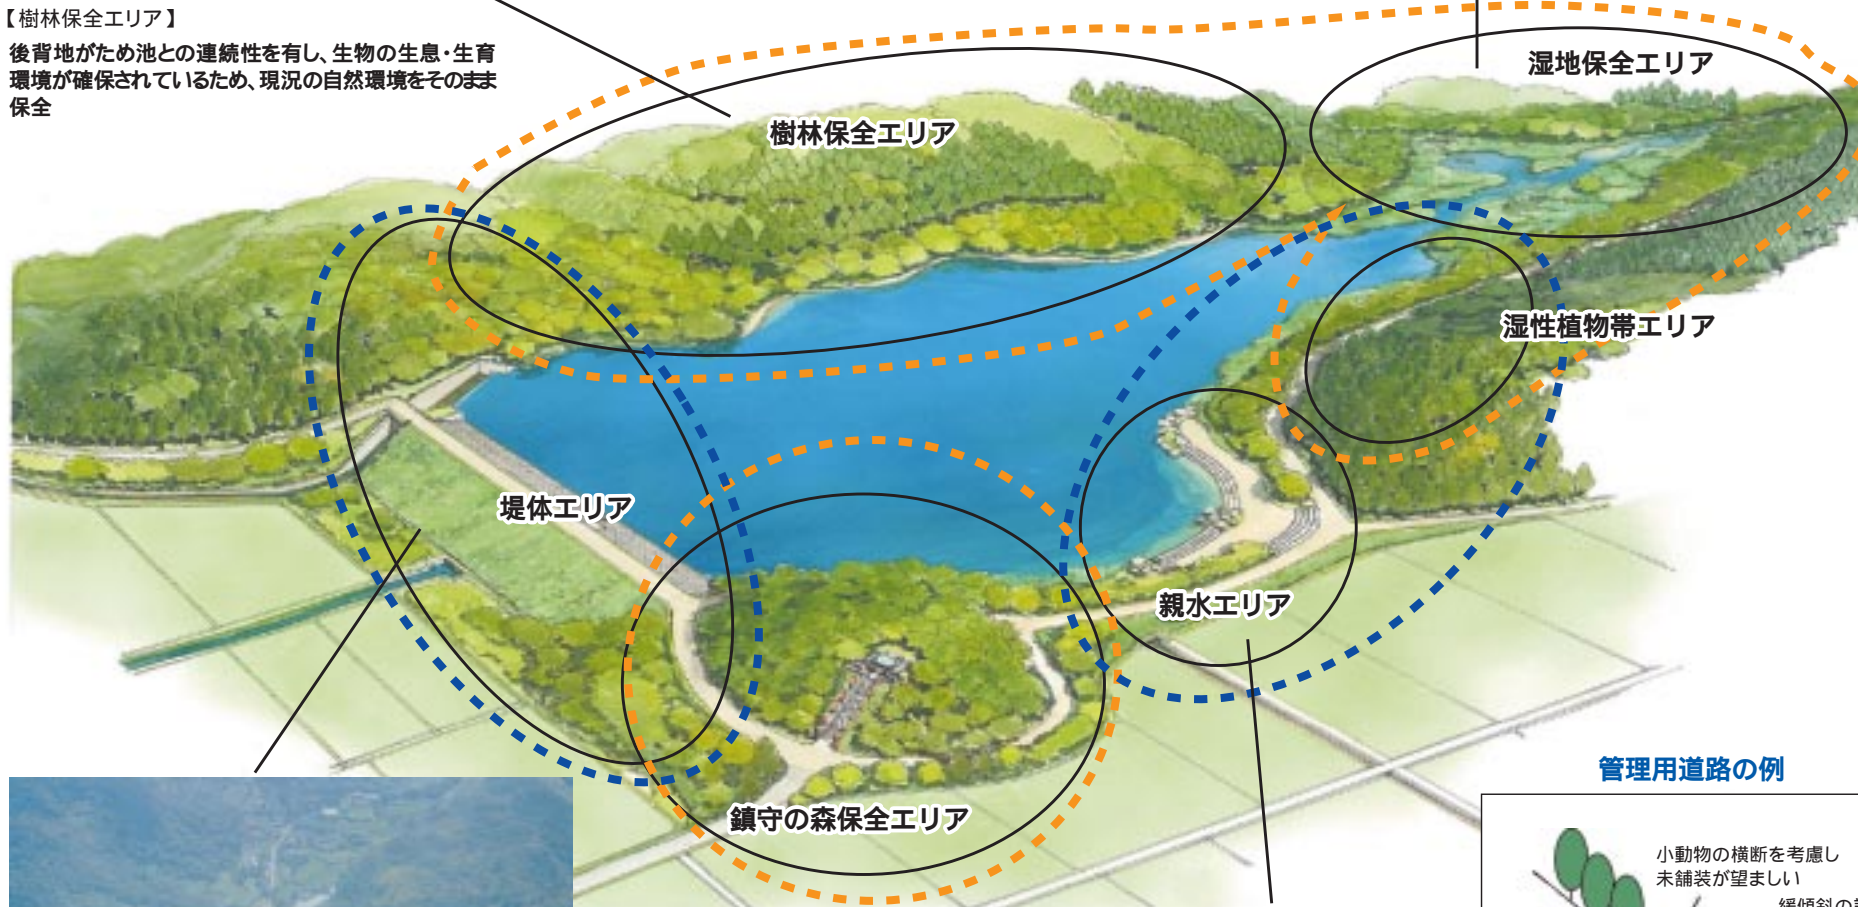 【樹林保全エリア】
後背地がため池との連続性を有し、生物の生息・生育
環境が確保されているため、現況の自然環境をそのまま
保全
湿地保全エリア
樹林保全エリア
湿性植物帯エリア
堤体エリア
親水エリア
鎮守の森保全エリア
管理用道路の例
小動物の横断を考慮し
未舗装が望ましい
緩傾斜の